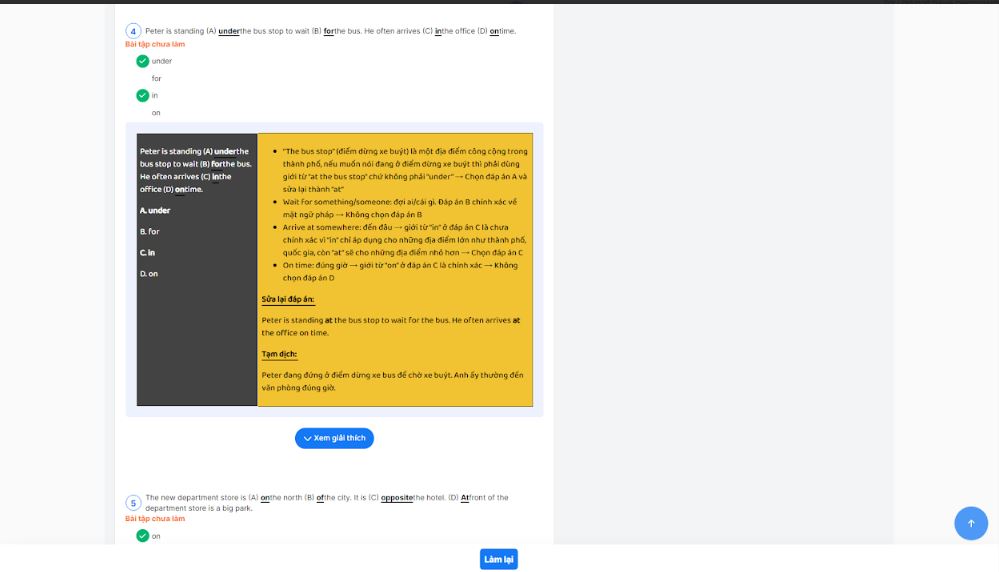 4 Peter is standing (A) underthe bus stop to wait (B) forthe bus. He often arrives (C) inthe office (D) ontime.
Bài tập chưa làm
under
for
in
on
Peter is standing (A) underthe
bus stop to wait (B) forthe bus.
He often arrives (C) inthe
office (D) ontime.
A. under
B. for
C. in
D. on
"The bus stop" (điểm dừng xe buýt) là một địa điểm công cộng trong
thành phố, nếu muốn nói đang ở điểm dừng xe buýt thì phải dùng
giới từ "at the bus stop" chứ không phải "under" → Chọn đáp án A và
sửa lại thành "at"
Wait for something/someone: đợi ai/cái gì. Đáp án B chính xác về
mặt ngữ pháp → Không chọn đáp án B
Arrive at somewhere: đến đâu → giới từ "in" ở đáp án C là chưa
chính xác vì "in" chỉ áp dụng cho những địa điểm lớn như thành phố,
quốc gia, còn "at" sẽ cho những địa điểm nhỏ hơn → Chọn đáp án C
On time: đúng giờ → giới từ "on" ở đáp án C là chính xác → Không
chọn đáp án D
Sửa lại đáp án:
Peter is standing at the bus stop to wait for the bus. He often arrives at
the office on time.
Tạm dịch:
Peter đang đứng ở điểm dừng xe bus để chờ xe buýt. Anh ấy thường đến
văn phòng đúng giờ.
Xem giải thích
5 The new department store is (A) onthe north (B) ofthe city. It is (C) oppositethe hotel. (D) Atfront of the
department store is a big park.
Bài tập chưa làm
on
Làm lại